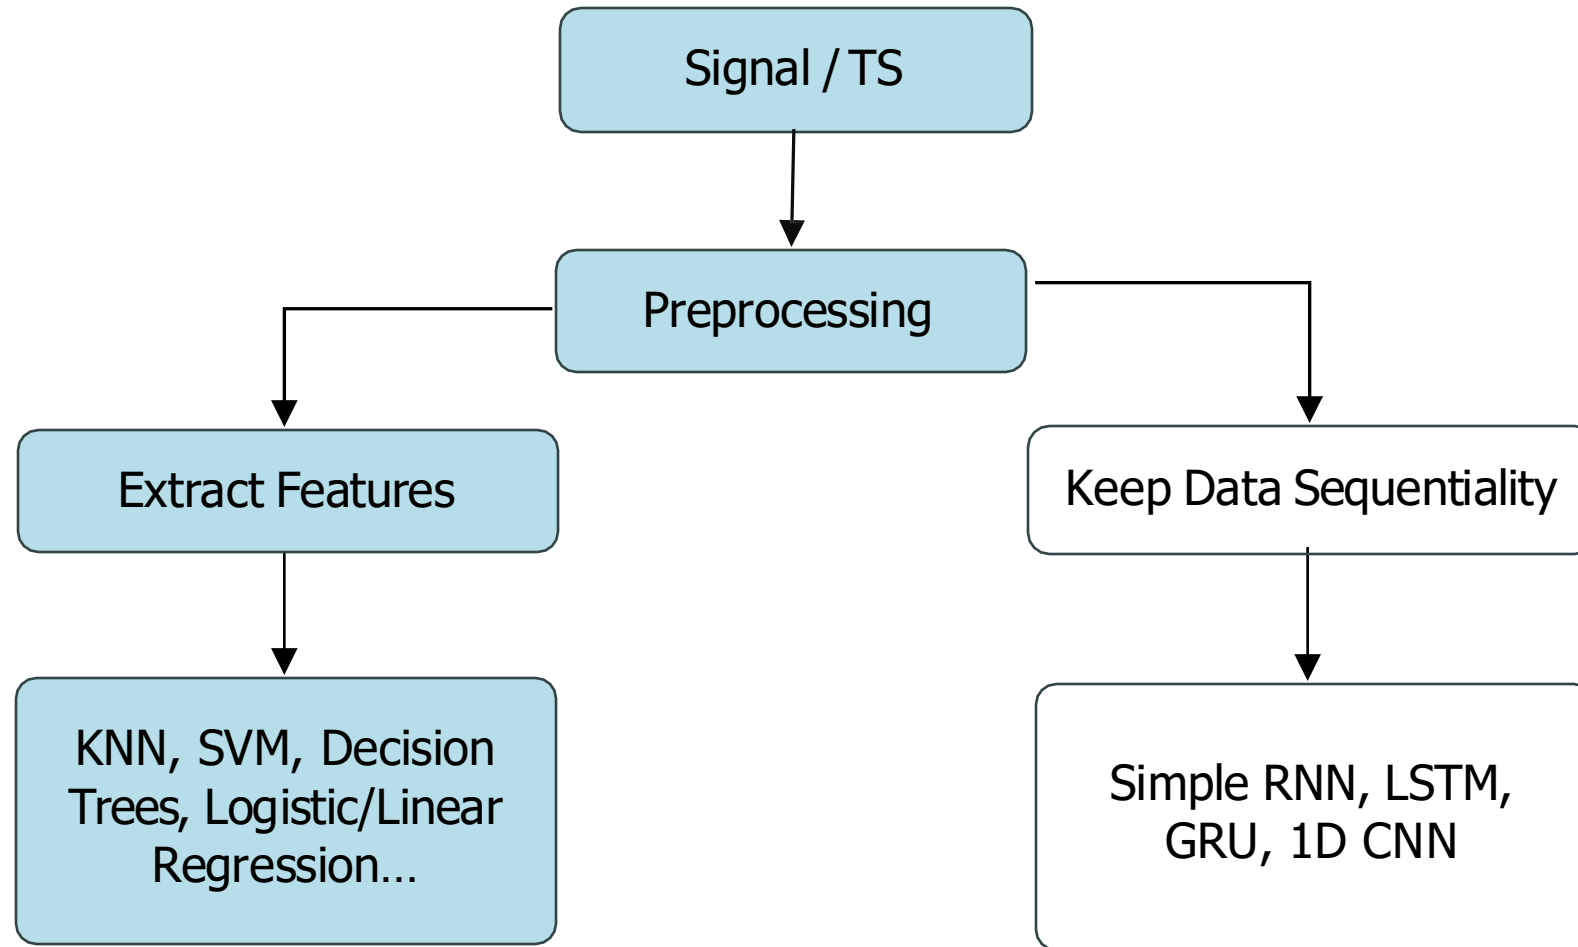 Signal / TS
Preprocessing
Extract Features
Keep Data Sequentiality
KNN, SVM, Decision
Trees, Logistic/Linear
Regression...
Simple RNN, LSTM,
GRU, 1D CNN